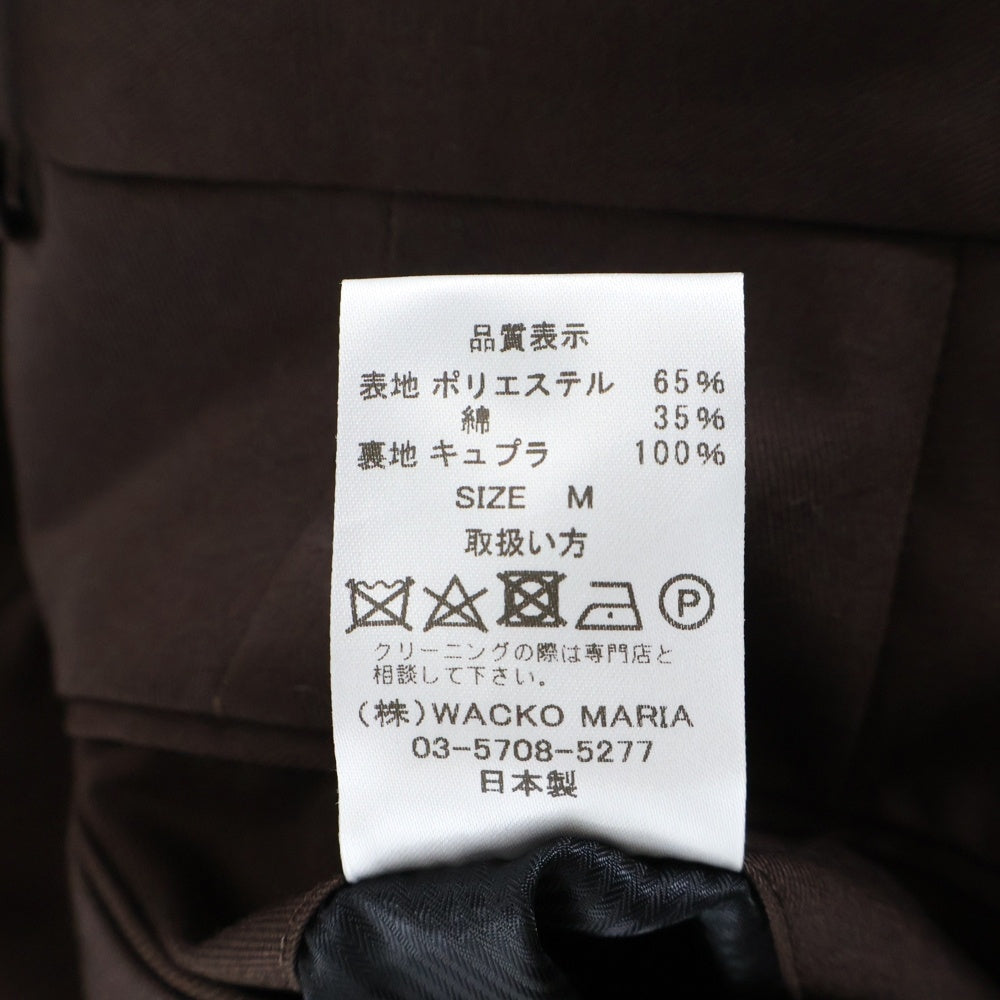 品質表示
表地 ポリエステル 65%
綿 35%
裏地 キュプラ 100%
SIZE M
取扱い方
P
クリーニングの際は専門店と
相談して下さい。
(株)WACKO MARIA
03-5708-5277
日本製